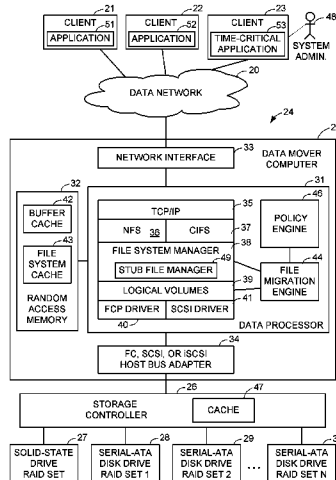 21
22
23
48
CLIENT
CLIENT
CLIENT
APPLICATION
51
APPLICATION
52
TIME-CRITICAL
APPLICATION
53
SYSTEM
ADMIN.
20
DATA NETWORK
24
NETWORK INTERFACE
33
DATA MOVER
COMPUTER
32
31
42
BUFFER
CACHE
43
FILE
SYSTEM
CACHE
RANDOM
ACCESS
MEMORY
TCP/IP
35
NFS
36
CIFS
37
FILE SYSTEM MANAGER
38
STUB FILE MANAGER
49
LOGICAL VOLUMES
39
FCP DRIVER
SCSI DRIVER
41
40
46
POLICY
ENGINE
44
FILE
MIGRATION
ENGINE
DATA PROCESSOR
34
FC, SCSI, OR iSCSI
HOST BUS ADAPTER
26
STORAGE
CONTROLLER
CACHE
47
27
28
29
SOLID-STATE
DRIVE
RAID SET
SERIAL-ATA
DISK DRIVE
RAID SET 1
SERIAL-ATA
DISK DRIVE
RAID SET 2
...
SERIAL-ATA
DISK DRIVE
RAID SET N